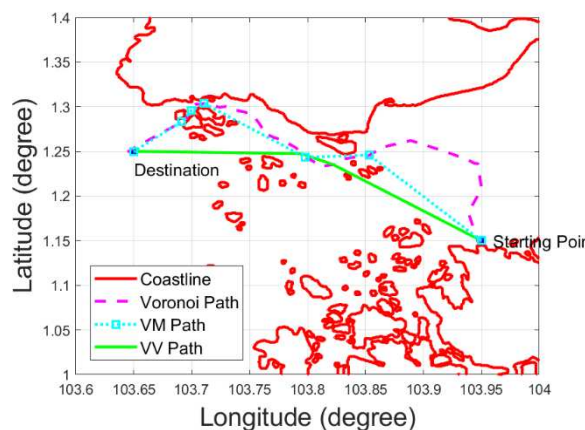 1.4
1.35
1.3
1.25
1.2
1.15
1.1
1.05
1
Latitude (degree)
Destination
Starting Poin
Coastline
Voronoi Path
VM Path
VV Path
103.6 103.65 103.7 103.75 103.8 103.85 103.9 103.95 104
Longitude (degree)